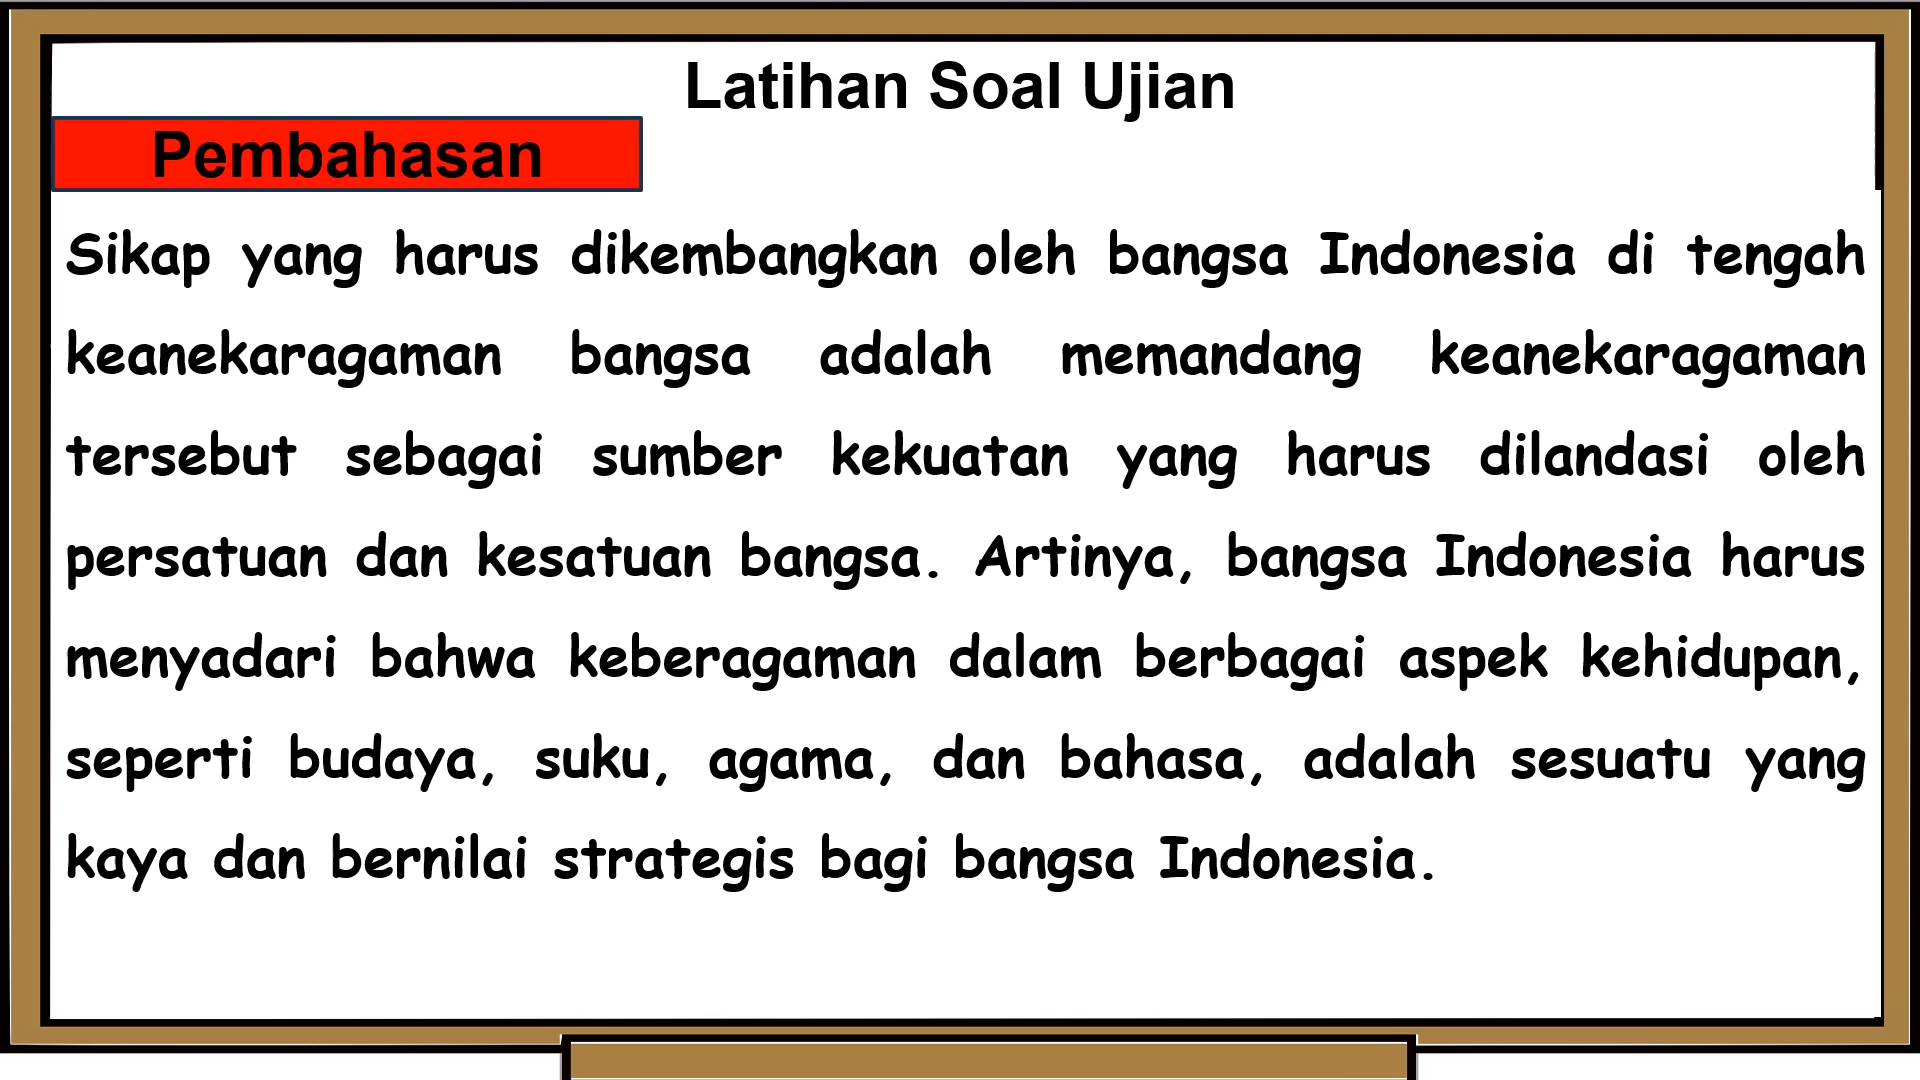 Latihan Soal Ujian
Pembahasan
Sikap yang harus dikembangkan oleh bangsa Indonesia di tengah
keanekaragaman bangsa adalah memandang keanekaragaman
tersebut sebagai sumber kekuatan yang harus dilandasi oleh
persatuan dan kesatuan bangsa. Artinya, bangsa Indonesia harus
menyadari bahwa keberagaman dalam berbagai aspek kehidupan,
seperti budaya, suku, agama, dan bahasa, adalah sesuatu yang
kaya dan bernilai strategis bagi bangsa Indonesia.